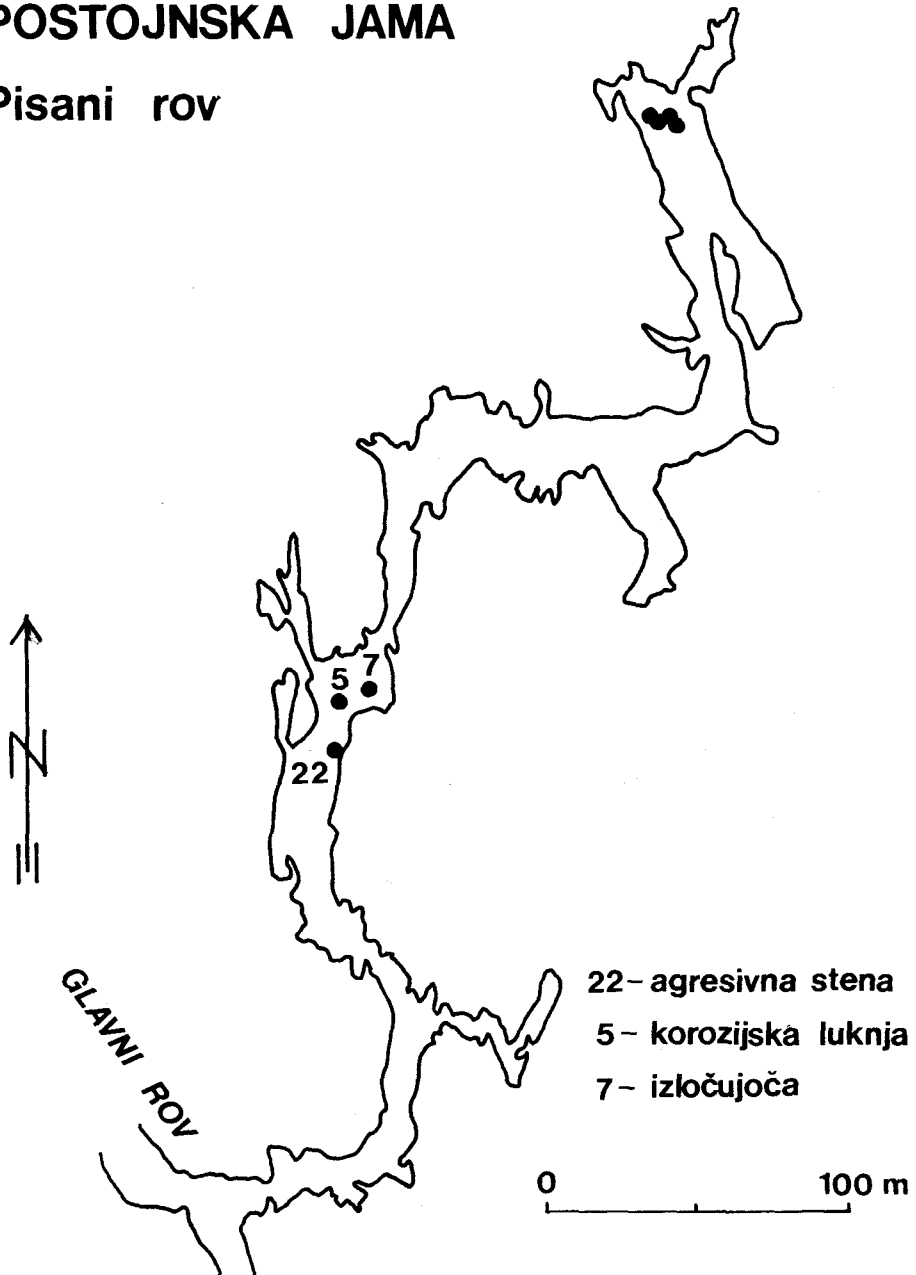 POSTOJNSKA JAMA
Pisani rov
5
7
22
N
GLAVNI ROV
22- agresivna stena
5- korozijska luknja
7- izločujoča
0
100 m